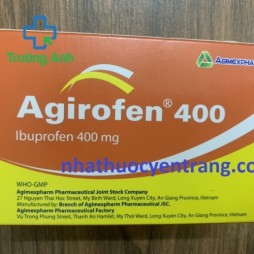 Trường Anh
AGIMEXPHARM
Agirofen® 400
Ibuprofen 400 mg
nhathuocyentrang.com
WHO-GMP
Agimexpharm Pharmaceutical Joint Stock Company
27 Nguyen Thai Hoc Street, My Binh Ward, Long Xuyen City, An Giang Province, Vietnam
Manufactured by: Branch of Agimexpharm Pharmaceutical JSC.
Agimexpharm Pharmaceutical Factory
Vu Trong Phung Street, Thanh An Hamlet, My Thoi Ward, Long Xuyen City, An Giang Province, Vietnam